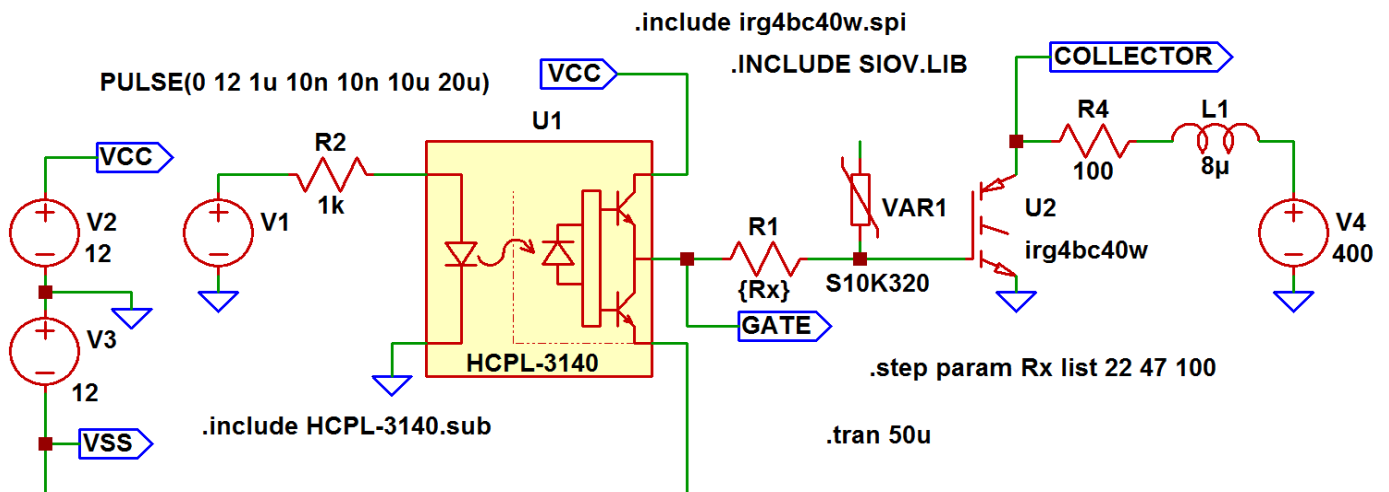 .include irg4bc40w.spi
.INCLUDE SIOV.LIB
COLLECTOR
PULSE(0 12 1u 10n 10n 10u 20u)
VCC
U1
R4
100
L1
8µ
VCC
R2
1k
V2
12
V1
VAR1
U2
irg4bc40w
V4
400
R1
{Rx}
S10K320
V3
12
GATE
HCPL-3140
.step param Rx list 22 47 100
.include HCPL-3140.sub
.tran 50u
VSS